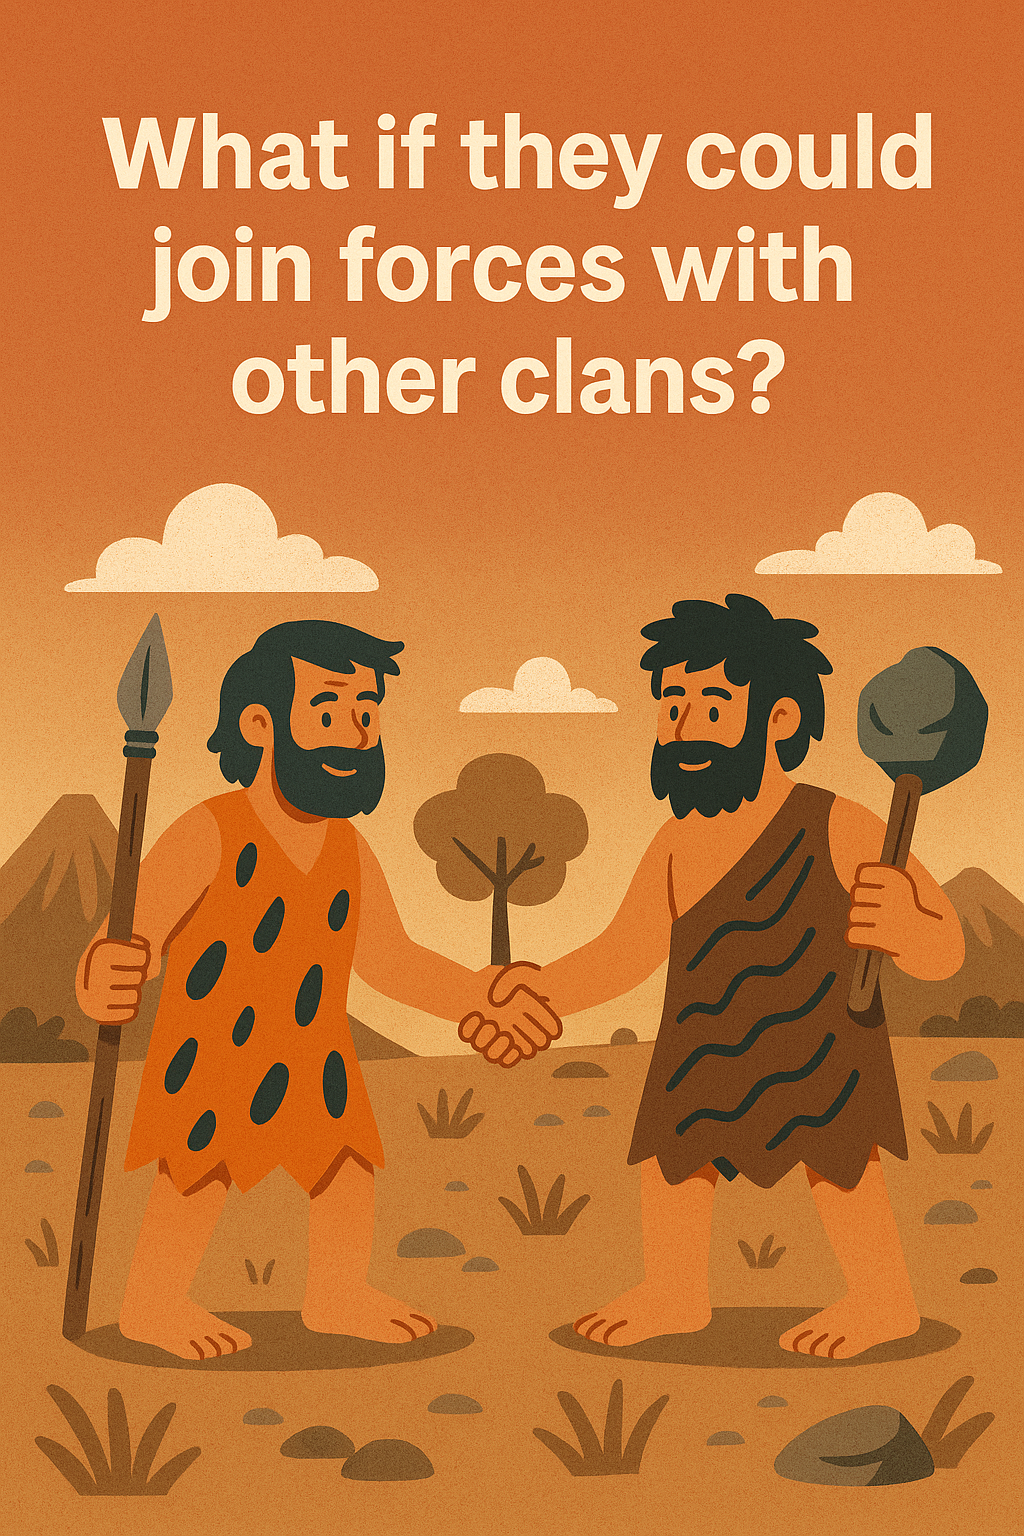 What if they could
join forces with
other clans?